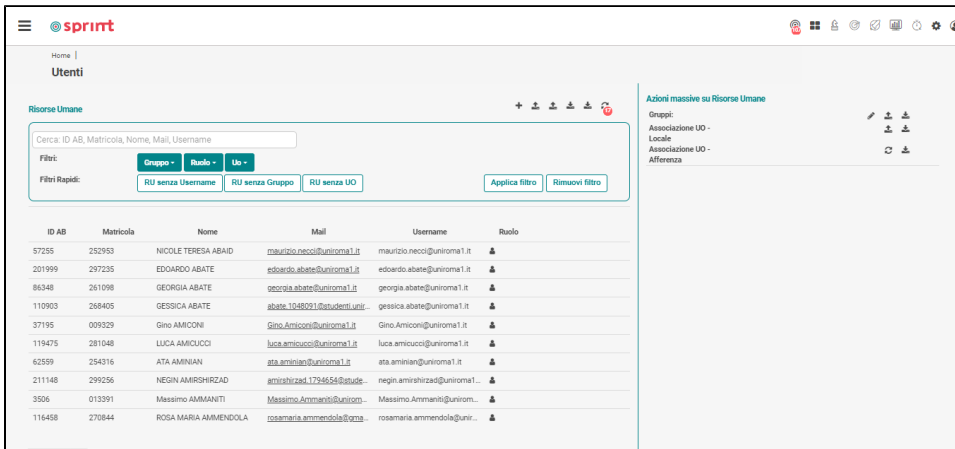 sprint
107
Home |
Utenti
Risorse Umane
17
Cerca: ID AB, Matricola, Nome, Mail, Username
Filtri:
Gruppo
Ruolo
Uo
Filtri Rapidi:
RU senza Username
RU senza Gruppo
RU senza UO
Applica filtro
Rimuovi filtro
ID AB Matricola Nome Mail Username Ruolo
57255 252953 NICOLE TERESA ABAID maurizio.necci@uniroma1.it maurizio.necci@uniroma1.it
201999 297235 EDOARDO ABATE edoardo.abate@uniroma1.it edoardo.abate@uniroma1.it
86348 261098 GEORGIA ABATE georgia.abate@uniroma1.it georgia.abate@uniroma1.it
110903 268405 GESSICA ABATE abate.1048091@studenti.unir... gessica.abate@uniroma1.it
37195 009329 Gino AMICONI Gino.Amiconi@uniroma1.it Gino.Amiconi@uniroma1.it
119475 281048 LUCA AMICUCCI luca.amicucci@uniroma1.it luca.amicucci@uniroma1.it
62559 254316 ATA AMINIAN ata.aminian@uniroma1.it ata.aminian@uniroma1.it
211148 299256 NEGIN AMIRSHIRZAD amirshirzad.1794654@stude... negin.amirshirzad@uniroma1...
3506 013391 Massimo AMMANITI Massimo.Ammaniti@unirom... Massimo.Ammaniti@unirom...
116458 270844 ROSA MARIA AMMENDOLA rosamaria.ammendola@gma... rosamaria.ammendola@unir...
Azioni massive su Risorse Umane
Gruppi:
Associazione UO -
Locale
Associazione UO -
Afferenza